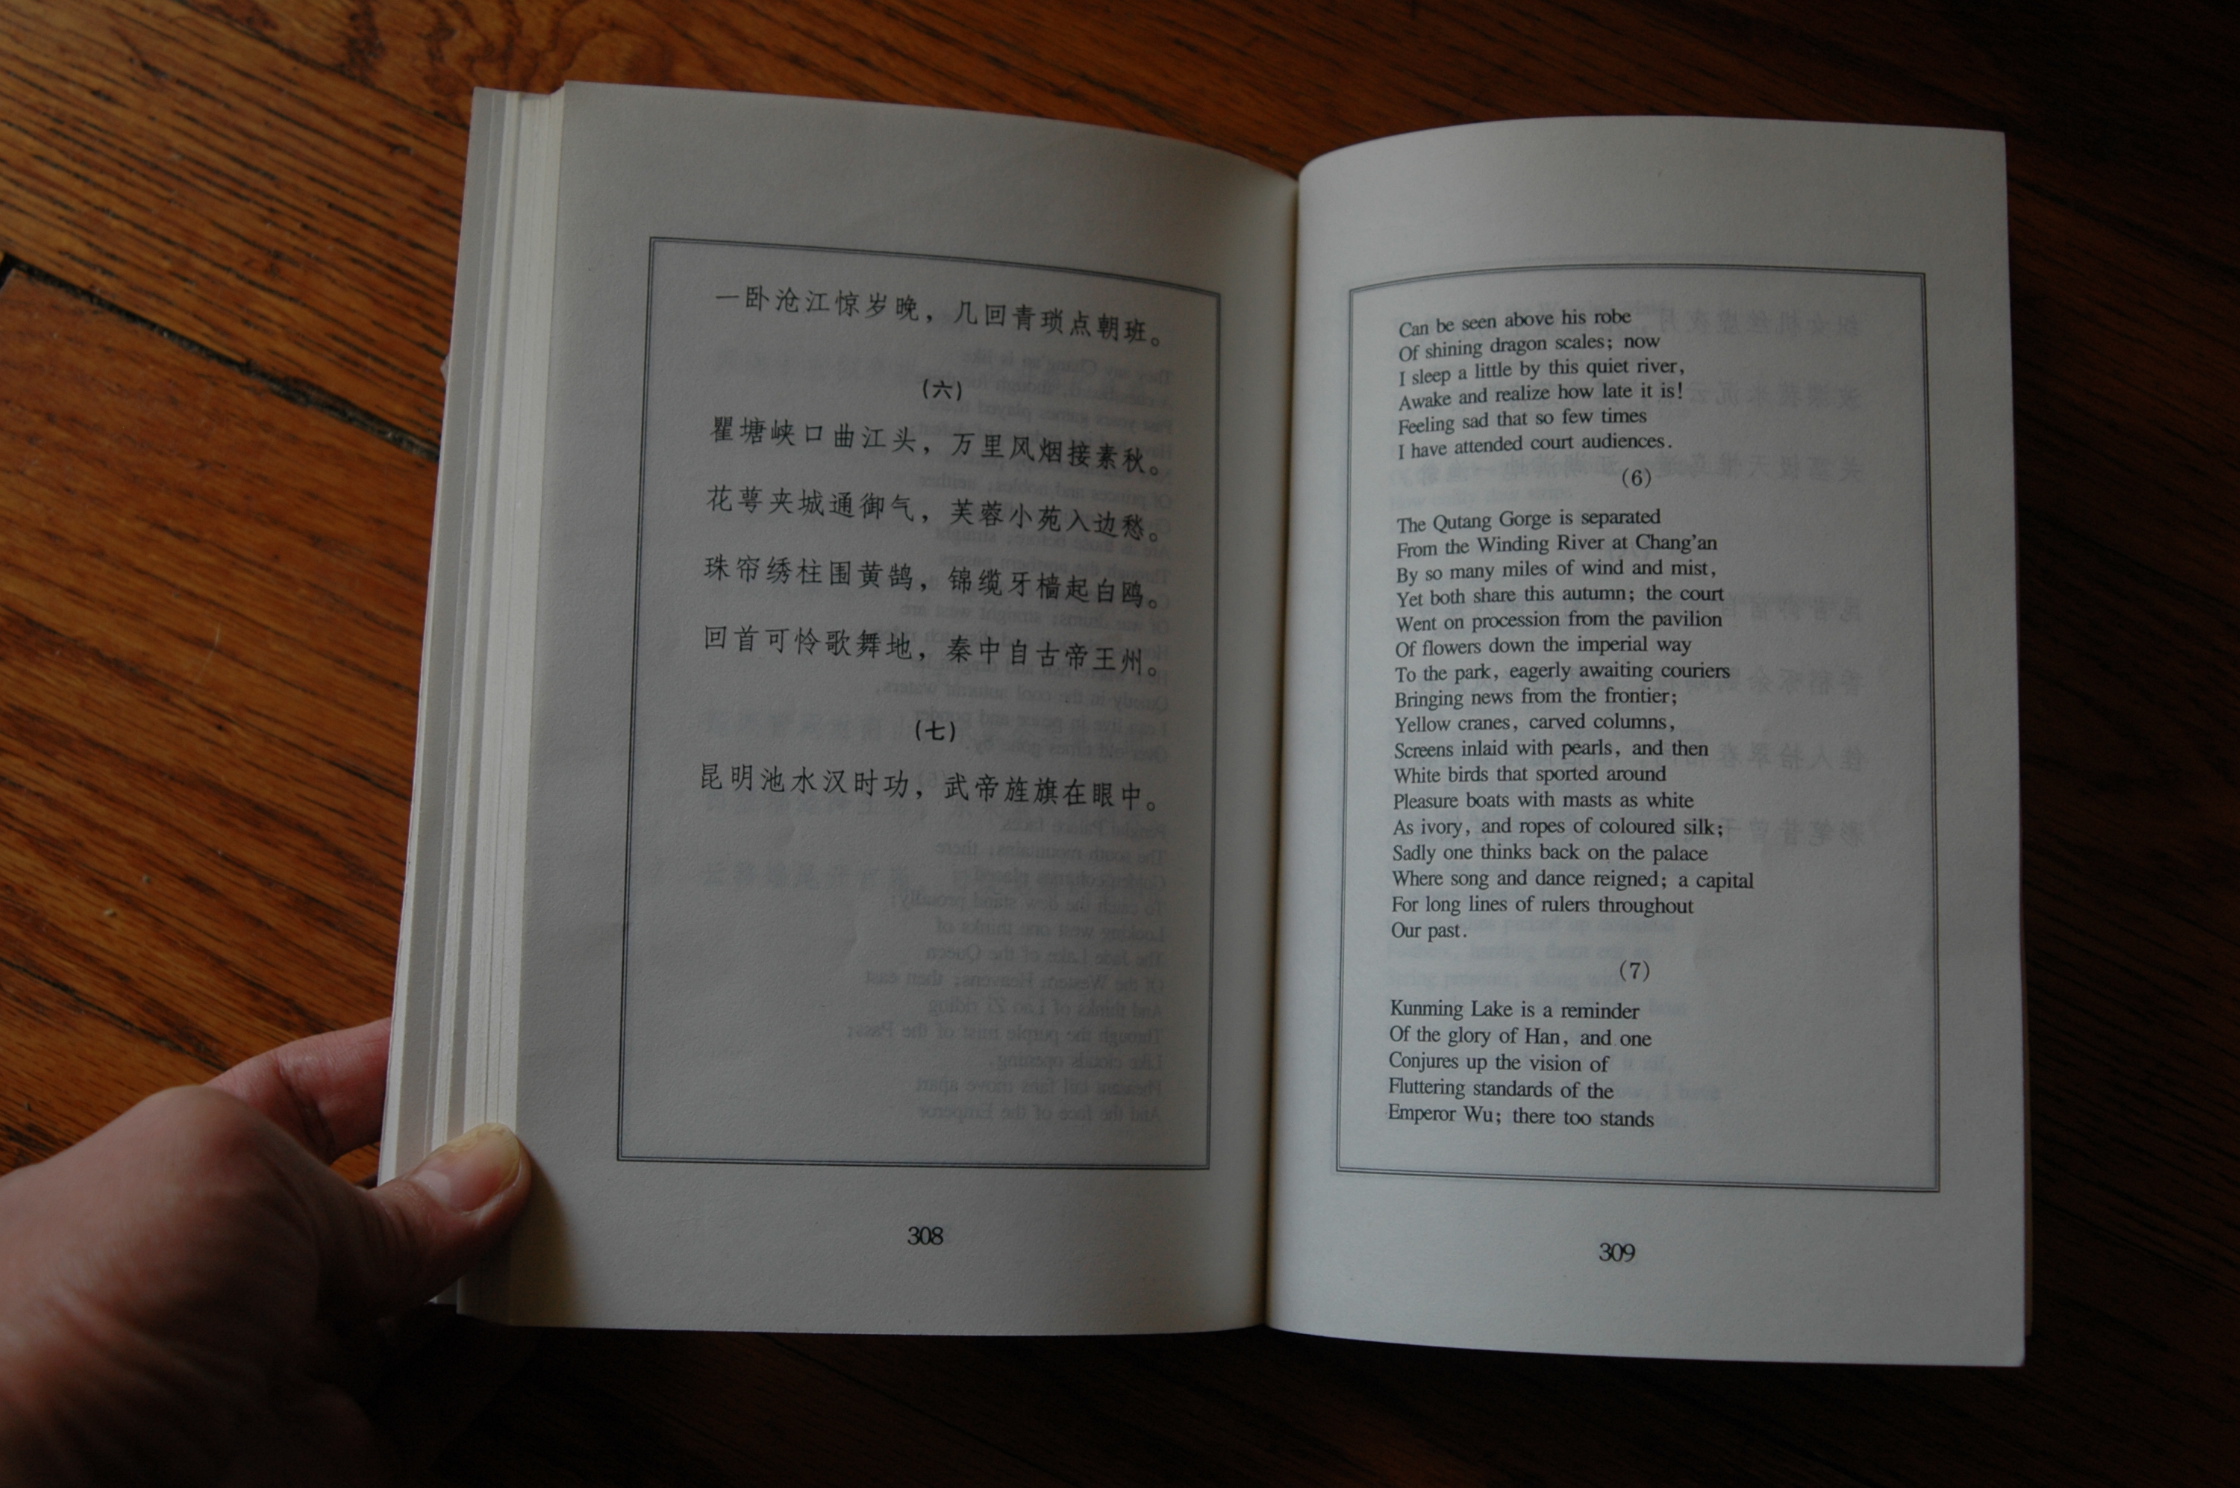 一卧沧江惊岁晚，几回青琐点朝班。
(六)
瞿塘峡口曲江头，万里风烟接素秋。
花萼夹城通御气，芙蓉小苑入边愁。
珠帘绣柱围黄鹄，锦缆牙樯起白鸥。
回首可怜歌舞地，秦中自古帝王州。
(七)
昆明池水汉时功，武帝旌旗在眼中。
308
Can be seen above his robe
Of shining dragon scales; now
I sleep a little by this quiet river,
Awake and realize how late it is!
Feeling sad that so few times
I have attended court audiences.
(6)
The Qutang Gorge is separated
From the Winding River at Chang'an
By so many miles of wind and mist,
Yet both share this autumn; the court
Went on procession from the pavilion
Of flowers down the imperial way
To the park, eagerly awaiting couriers
Bringing news from the frontier;
Yellow cranes, carved columns,
Screens inlaid with pearls, and then
White birds that sported around
Pleasure boats with masts as white
As ivory, and ropes of coloured silk;
Sadly one thinks back on the palace
Where song and dance reigned; a capital
For long lines of rulers throughout
Our past.
(7)
Kunming Lake is a reminder
Of the glory of Han, and one
Conjures up the vision of
Fluttering standards of the
Emperor Wu; there too stands
309